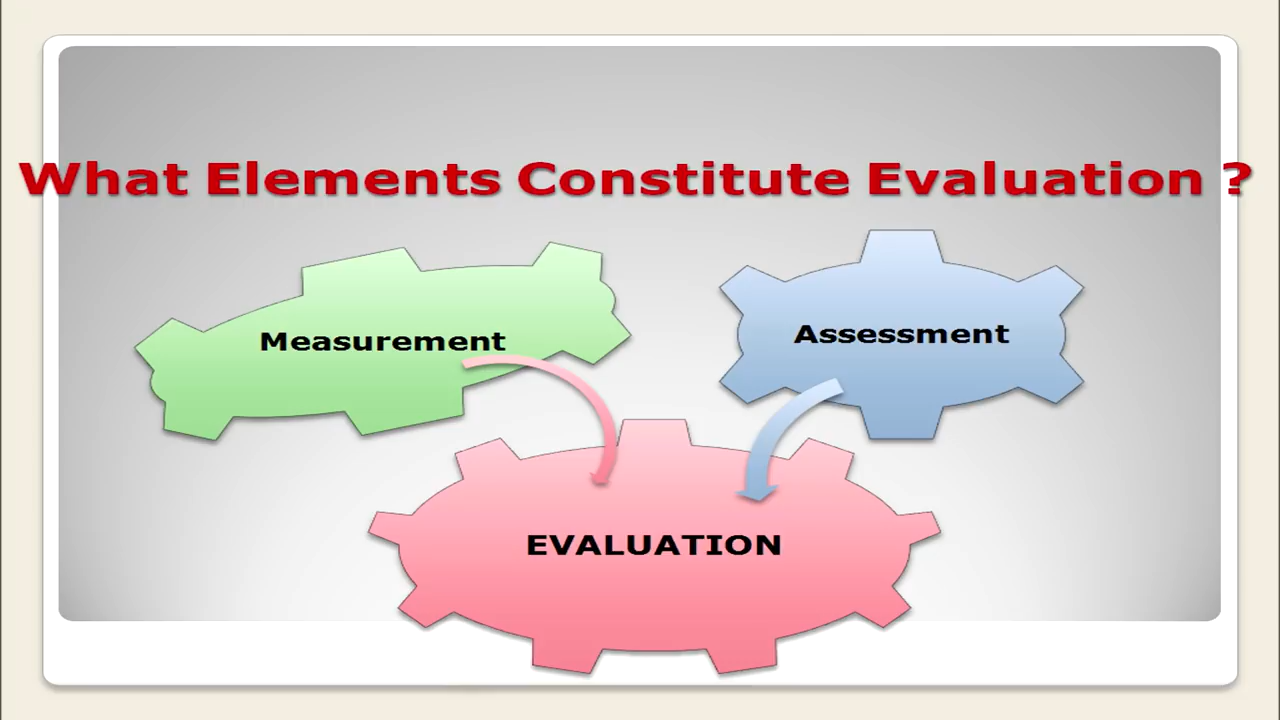 What Elements Constitute Evaluation ?
Measurement
Assessment
EVALUATION